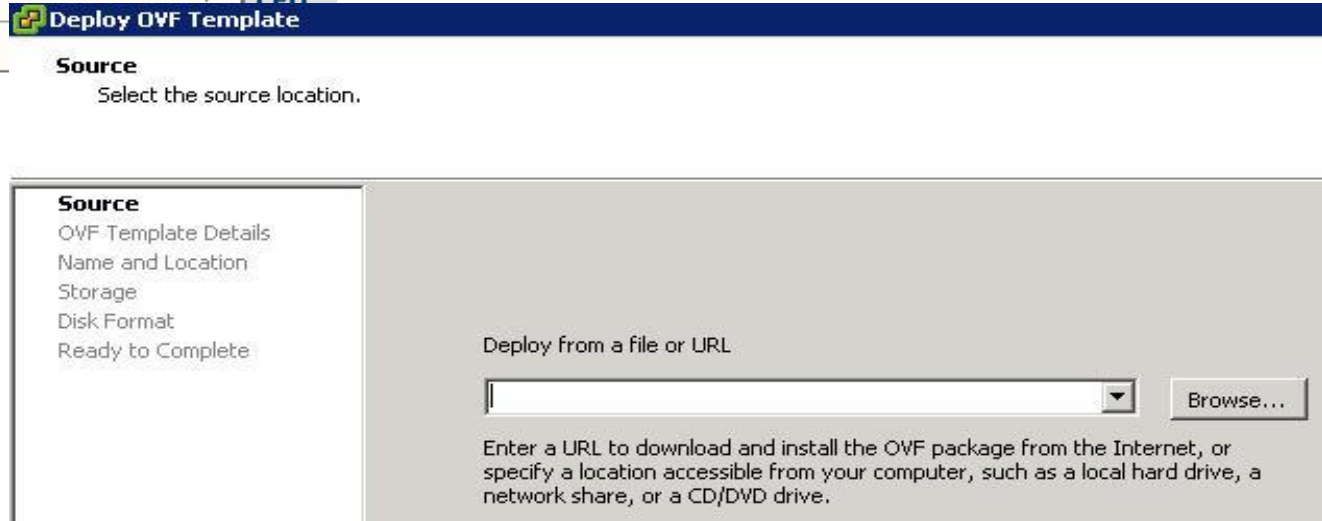 Deploy OVF Template
Source
Select the source location.
Source
OVF Template Details
Name and Location
Storage
Disk Format
Ready to Complete
Deploy from a file or URL
Browse...
Enter a URL to download and install the OVF package from the Internet, or
specify a location accessible from your computer, such as a local hard drive, a
network share, or a CD/DVD drive.